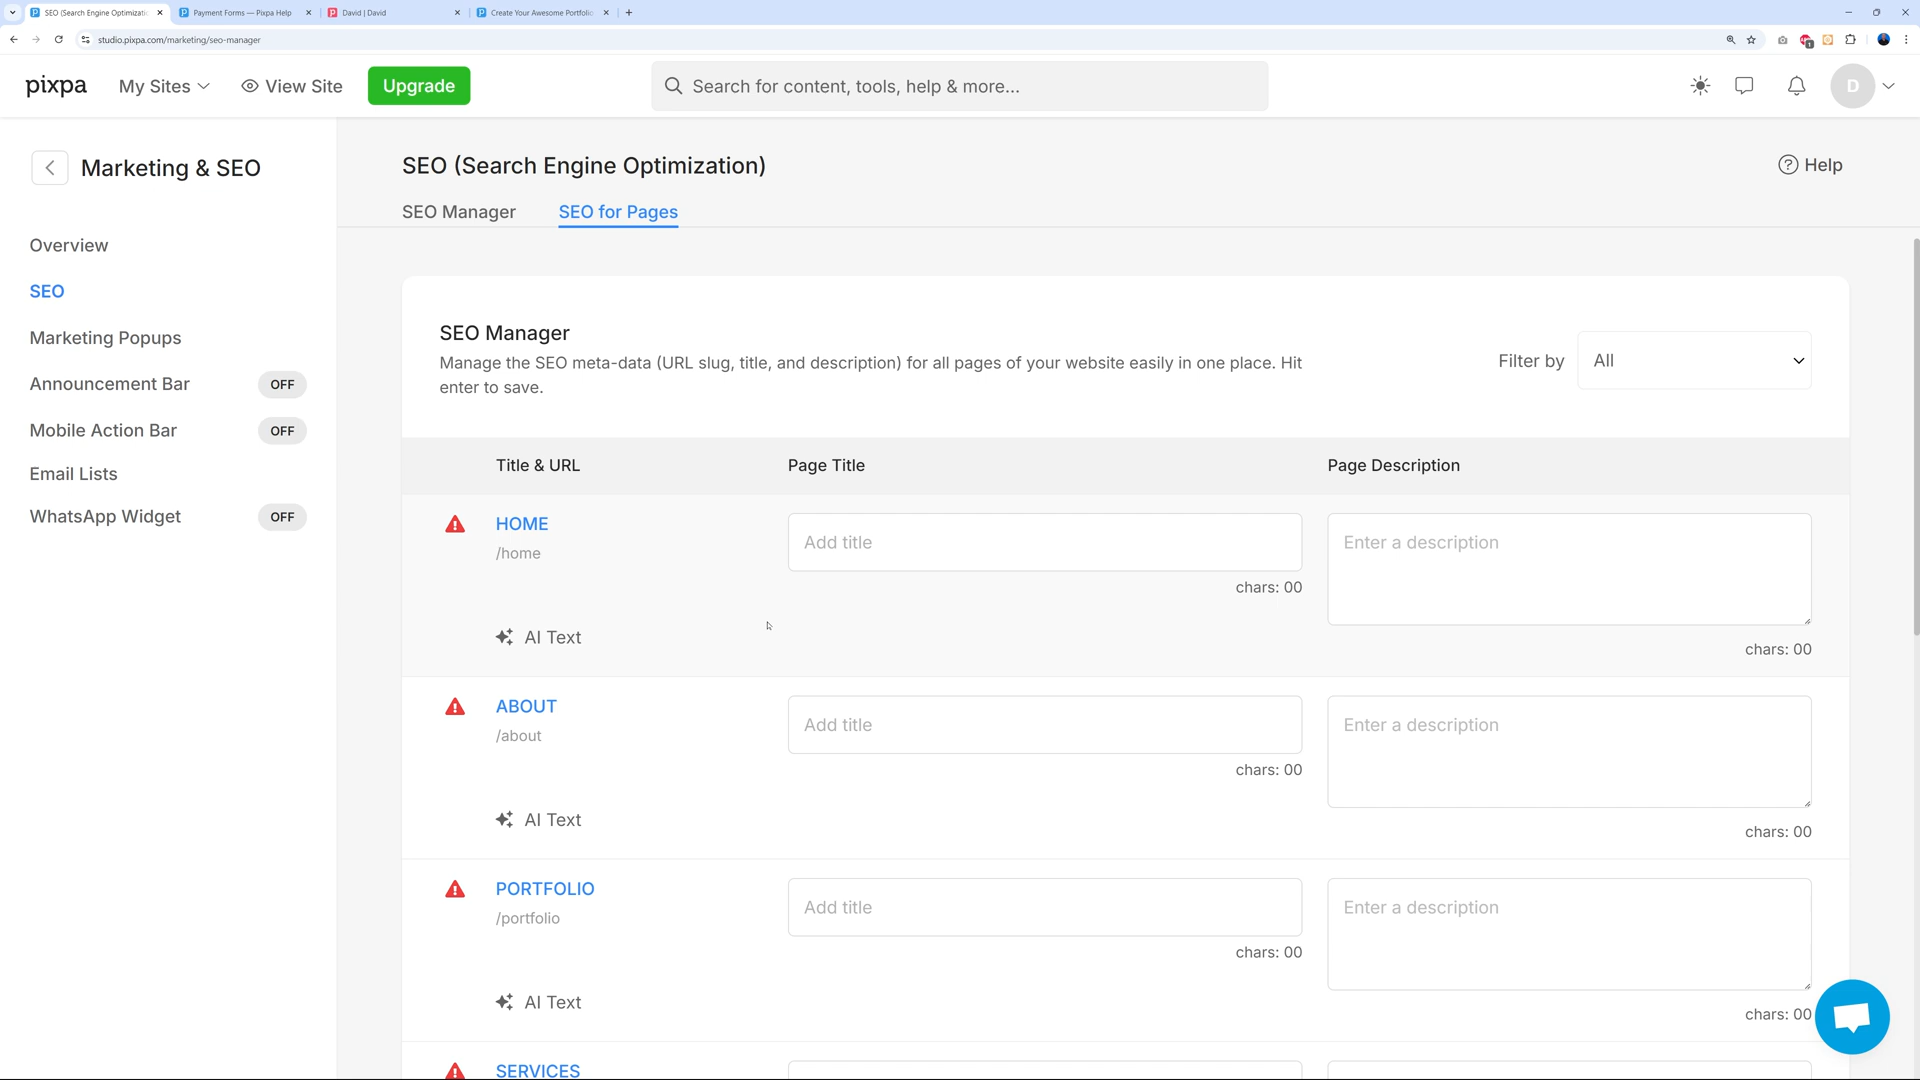 SEO (Search Engine Optimizatio
Payment Forms — Pixpa Help
David | David
Create Your Awesome Portfolio
studio.pixpa.com/marketing/seo-manager
1
pixpa
My Sites
View Site
Upgrade
Search for content, tools, help & more...
D
Marketing & SEO
Overview
SEO
Marketing Popups
Announcement Bar OFF
Mobile Action Bar OFF
Email Lists
WhatsApp Widget OFF
SEO (Search Engine Optimization)
Help
SEO Manager
SEO for Pages
SEO Manager
Manage the SEO meta-data (URL slug, title, and description) for all pages of your website easily in one place. Hit
enter to save.
Filter by All
Title & URL
Page Title
Page Description
HOME
/home
AI Text
Add title
chars: 00
Enter a description
chars: 00
ABOUT
/about
AI Text
Add title
chars: 00
Enter a description
chars: 00
PORTFOLIO
/portfolio
AI Text
Add title
chars: 00
Enter a description
chars: 00
SERVICES